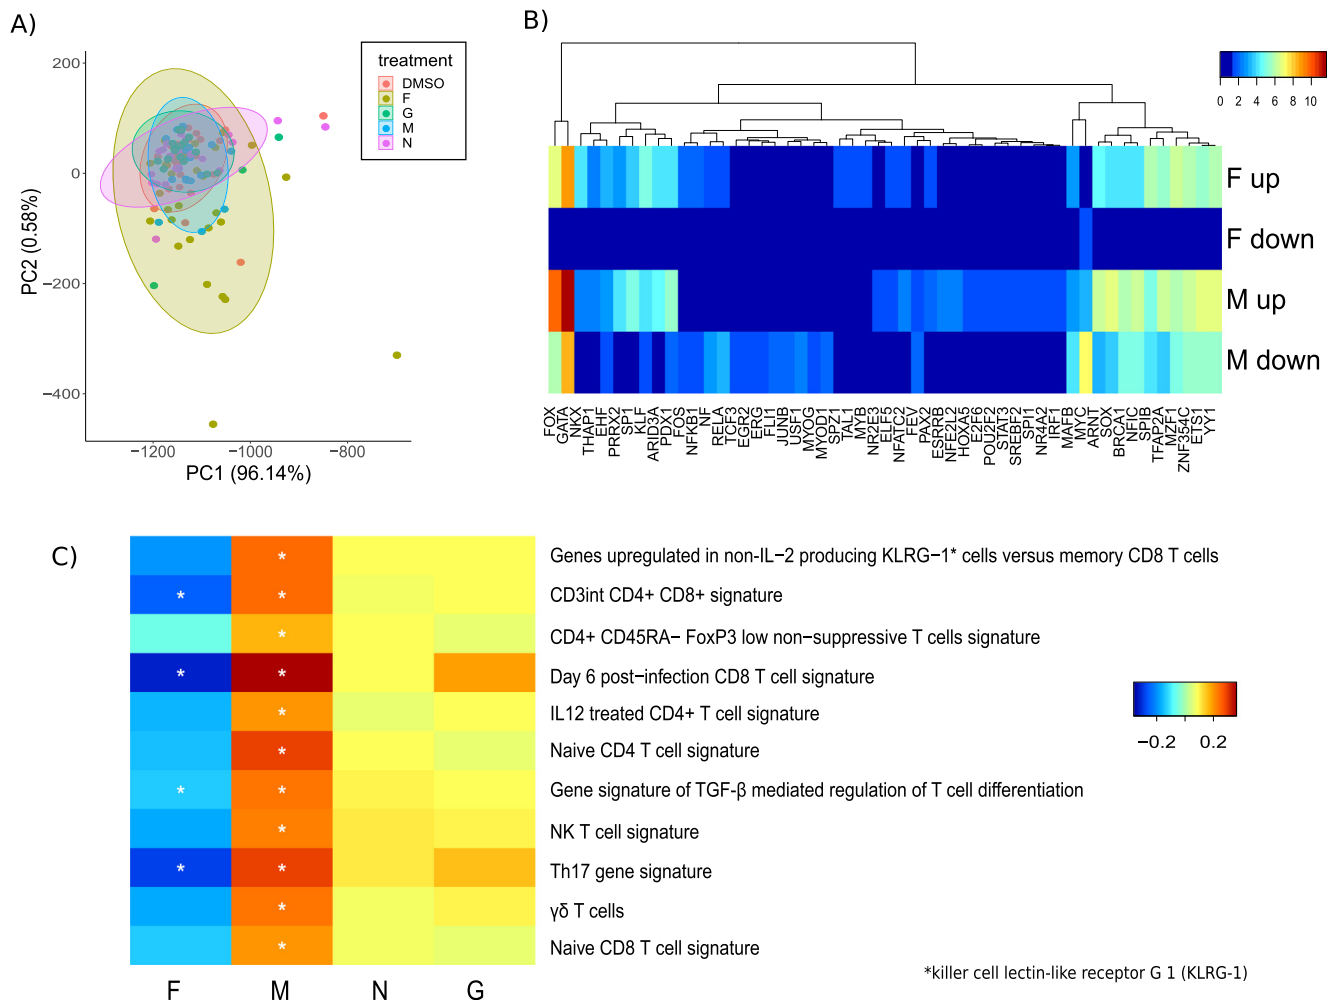 A)
200
0
−200
−400
PC2 (0.58%)
−1200
−1000
−800
PC1 (96.14%)
treatment
DMSO
F
G
M
N
B)
0 2 4 6 8 10
F up
F down
M up
M down
FOX
GATA
NKX
THAP1
EHF
PRRX2
SP1
KLF
ARID3A
PDX1
FOS
NFKB1
NF
RELA
TCF3
EGR2
ERG
FLI1
JUNB
USF1
MYOG
MYOD1
SPZ1
TAL1
MYB
NR2E3
ELF5
NFATC2
FEV
PAX2
ESRRB
NFE2L2
HOXA5
E2F6
POU2F2
STAT3
SREBF2
SPI1
NR4A2
IRF1
MAFB
MYC
ARNT
SOX
BRCA1
NFIC
SPIB
TFAP2A
MZF1
ZNF354C
ETS1
YY1
C)
* Genes upregulated in non−IL−2 producing KLRG−1* cells versus memory CD8 T cells
* * CD3int CD4+ CD8+ signature
* CD4+ CD45RA− FoxP3 low non−suppressive T cells signature
* * Day 6 post−infection CD8 T cell signature
* IL12 treated CD4+ T cell signature
* Naive CD4 T cell signature
* * Gene signature of TGF-β mediated regulation of T cell differentiation
* NK T cell signature
* * Th17 gene signature
* γδ T cells
* Naive CD8 T cell signature
F M N G
−0.2 0.2
*killer cell lectin-like receptor G 1 (KLRG-1)